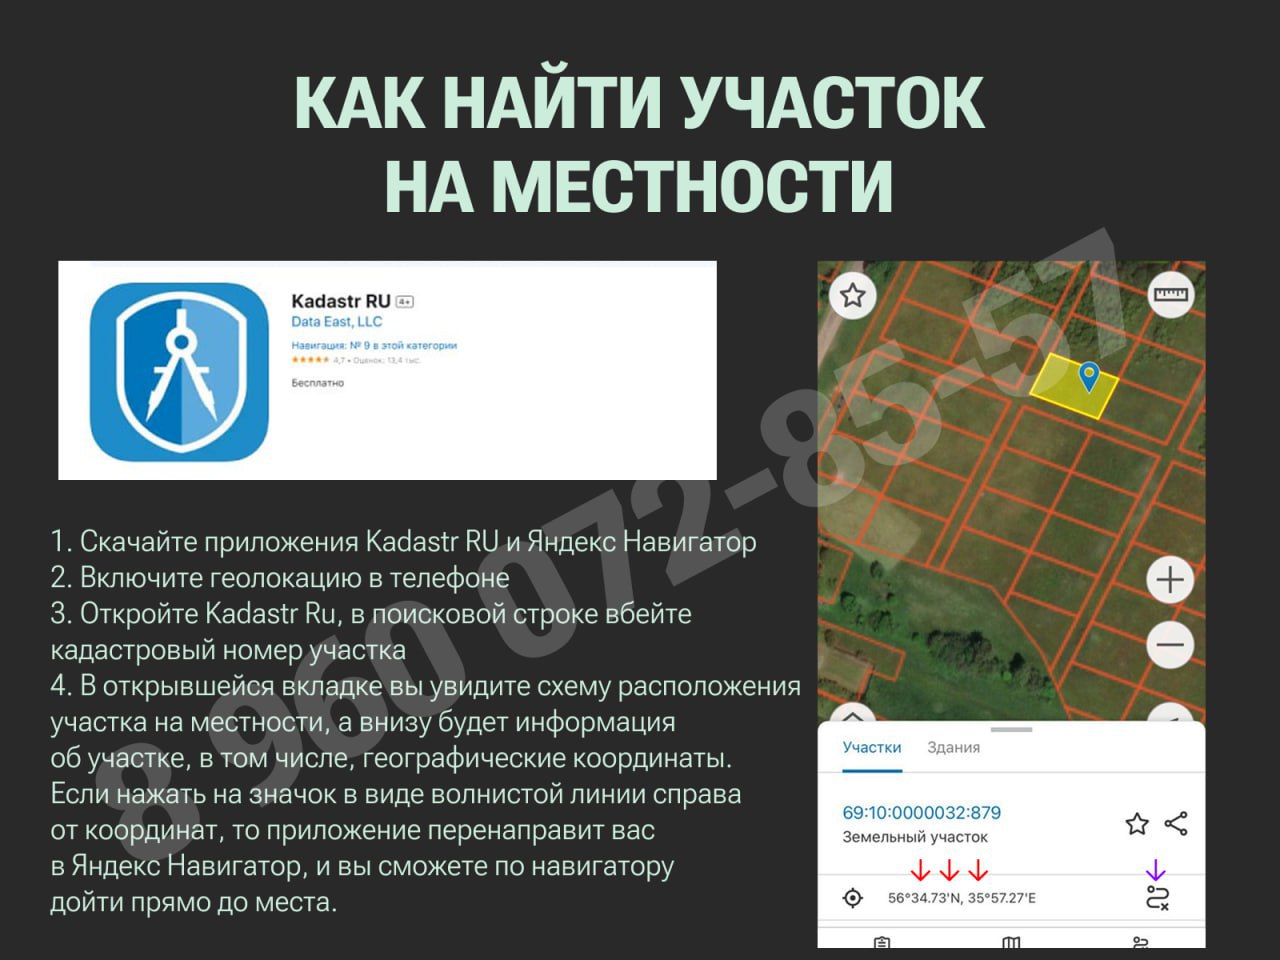 КАК НАЙТИ УЧАСТОК
НА МЕСТНОСТИ
Kadastr RU 4+
Data East, LLC
Навигация: № 9 в этой категории
4,7 • Оценок: 13,4 тыс.
Бесплатно
1. Скачайте приложения Kadastr RU и Яндекс Навигатор
2. Включите геолокацию в телефоне
3. Откройте Kadastr Ru, в поисковой строке вбейте
кадастровый номер участка
4. В открывшейся вкладке вы увидите схему расположения
участка на местности, а внизу будет информация
об участке, в том числе, географические координаты.
Если нажать на значок в виде волнистой линии справа
от координат, то приложение перенаправит вас
в Яндекс Навигатор, и вы сможете по навигатору
дойти прямо до места.
Участки Здания
69:10:0000032:879
Земельный участок
56°34.73'N, 35°57.27'E
8 960 072-85-57